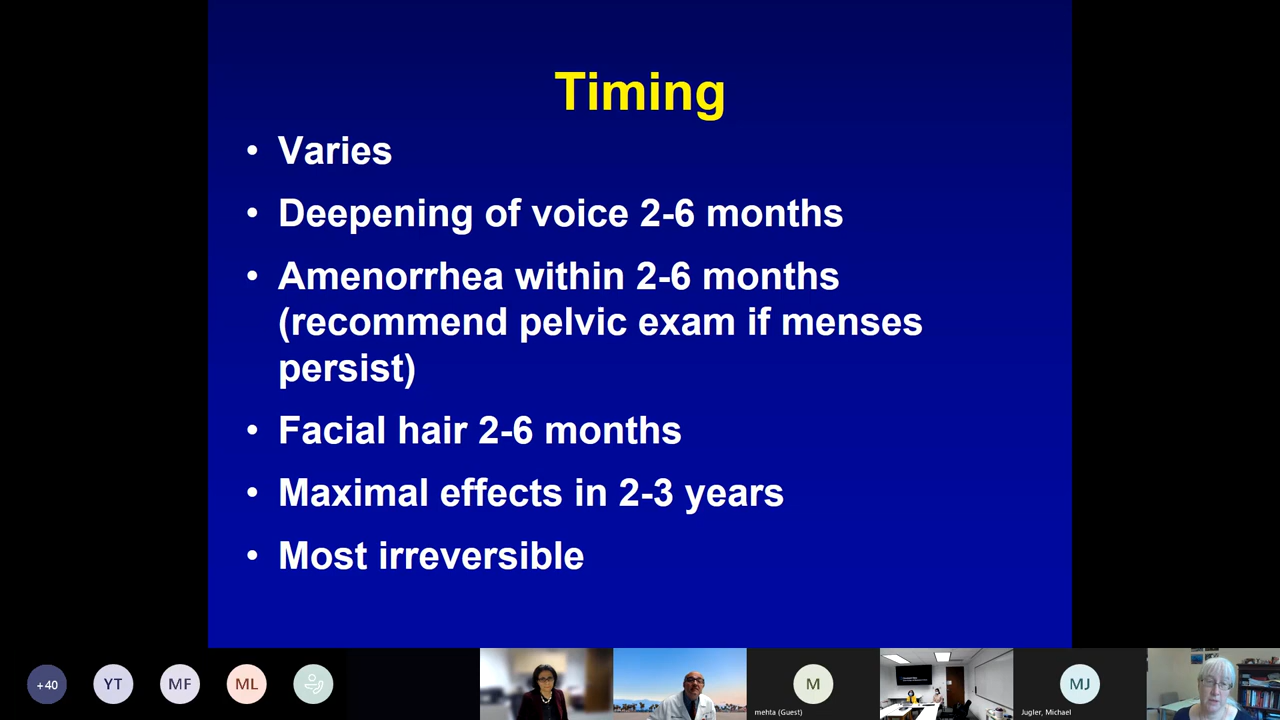 Timing
• Varies
• Deepening of voice 2-6 months
• Amenorrhea within 2-6 months
(recommend pelvic exam if menses
persist)
• Facial hair 2-6 months
• Maximal effects in 2-3 years
• Most irreversible
+40
YT
MF
ML
M
mehta (Guest)
MJ
Jugler, Michael